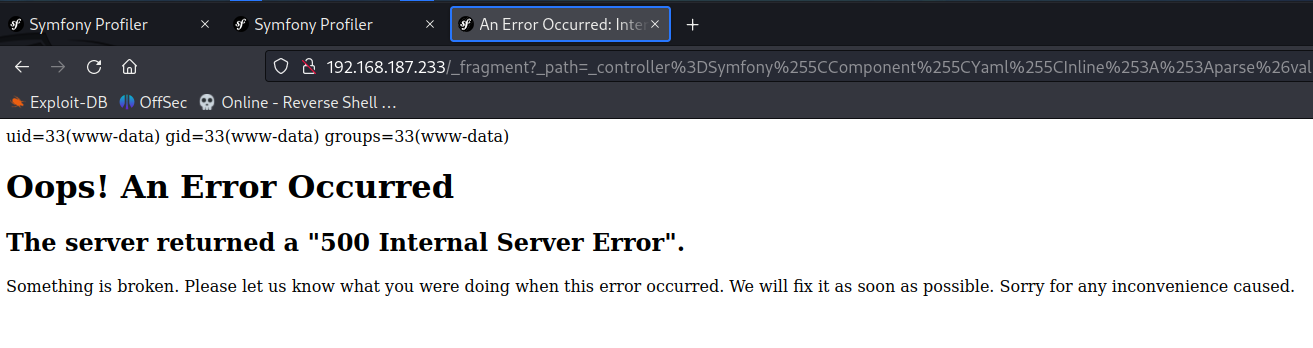 Symfony Profiler
Symfony Profiler
An Error Occurred: Inter
192.168.187.233/_fragment?_path=_controller%3DSymfony%255CComponent%255CYaml%255CInline%253A%253Aparse%26val
Exploit-DB
OffSec
Online - Reverse Shell ...
uid=33(www-data) gid=33(www-data) groups=33(www-data)
Oops! An Error Occurred
The server returned a "500 Internal Server Error".
Something is broken. Please let us know what you were doing when this error occurred. We will fix it as soon as possible. Sorry for any inconvenience caused.